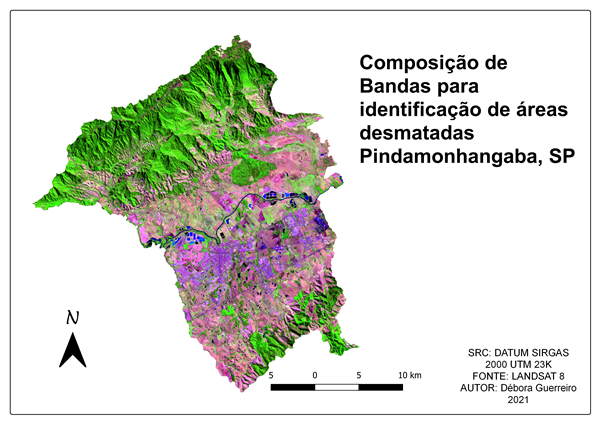 Composição de
Bandas para
identificação de áreas
desmatadas
Pindamonhangaba, SP
N
5 0 5 10 km
SRC: DATUM SIRGAS
2000 UTM 23K
FONTE: LANDSAT 8
AUTOR: Débora Guerreiro
2021